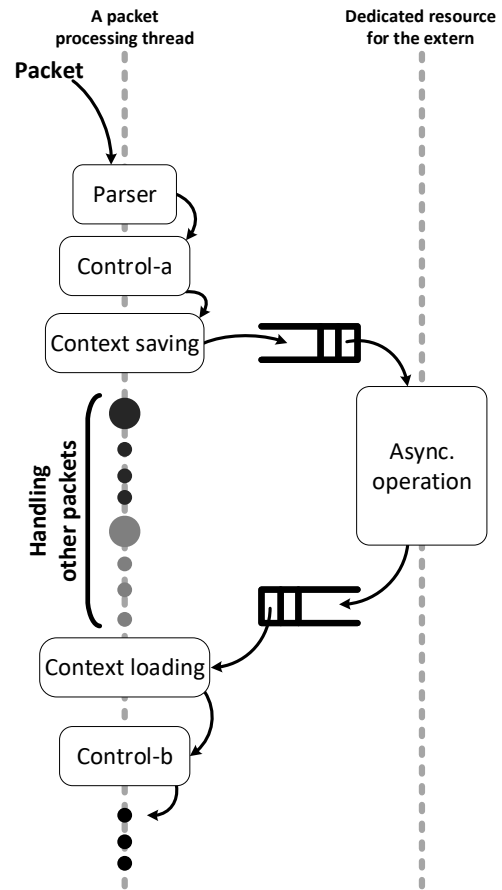 A packet
processing thread
Dedicated resource
for the extern
Packet
Parser
Control-a
Context saving
Async.
operation
Handling
other packets
Context loading
Control-b